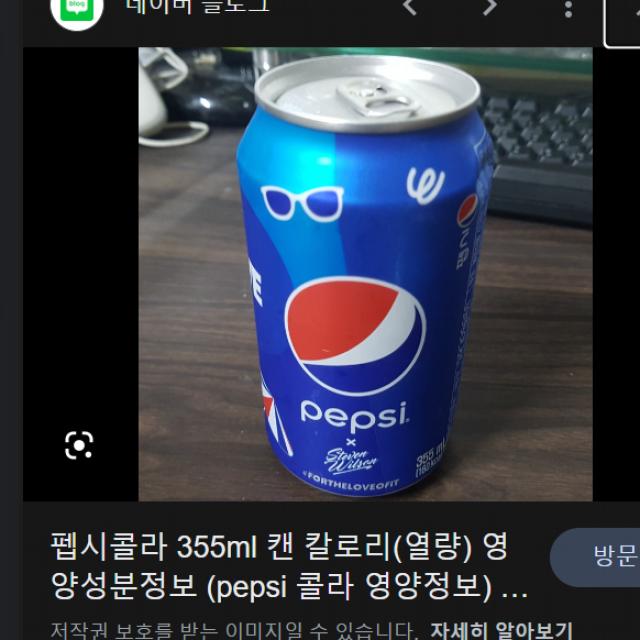 네이버 블로그
pepsi
×
Steven
Wilson
#FORTHELOVEOFIT
355 ml
펩시콜라 355ml 캔 칼로리(열량) 영
양성분정보 (pepsi 콜라 영양정보) ...
방문
저작권 보호를 받는 이미지일 수 있습니다. 자세히 알아보기